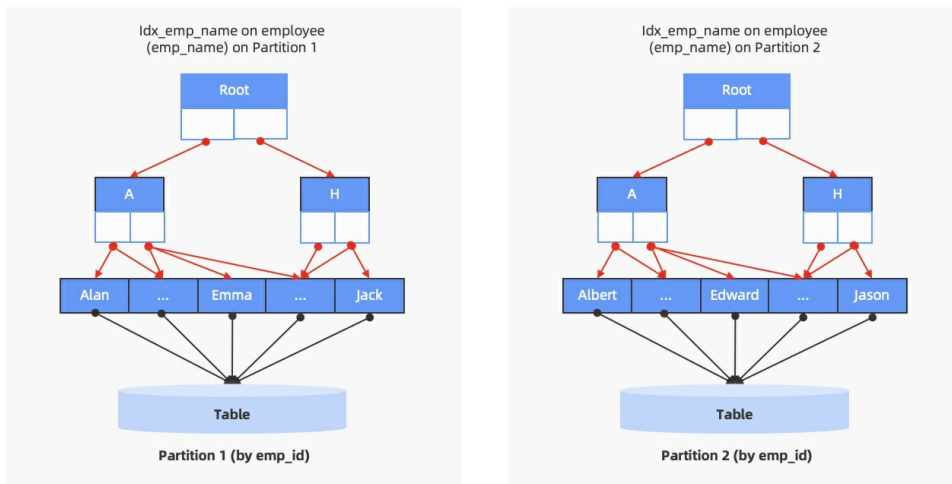 Idx_emp_name on employee
(emp_name) on Partition 1
Root
A
H
Alan
...
Emma
...
Jack
Table
Partition 1 (by emp_id)
Idx_emp_name on employee
(emp_name) on Partition 2
Root
A
H
Albert
...
Edward
...
Jason
Table
Partition 2 (by emp_id)